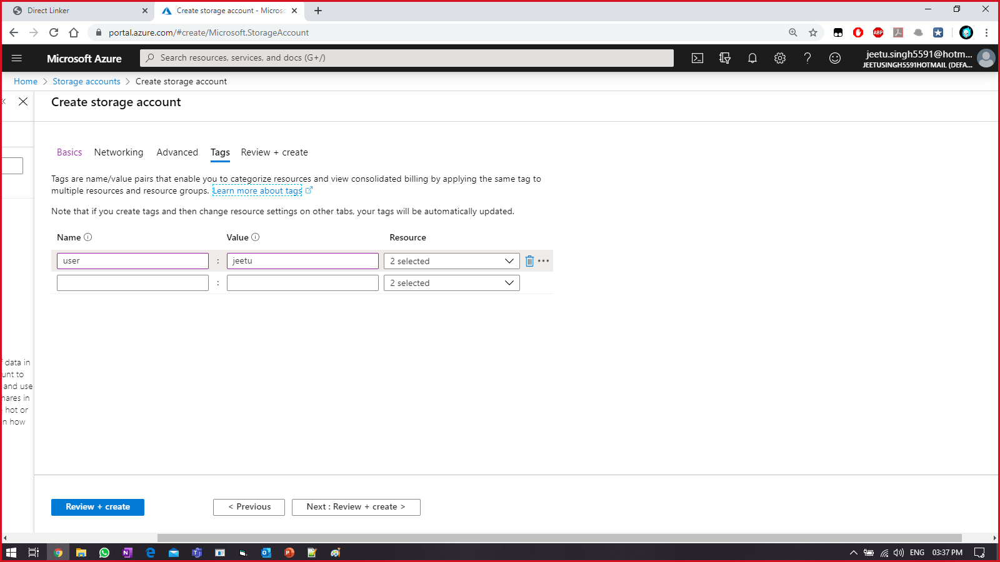 Direct Linker
Create storage account - Microsc
portal.azure.com/#create/Microsoft.StorageAccount
ABP
Microsoft Azure
Search resources, services, and docs (G+/)
jeetu.singh5591@hotm...
JEETUSINGH5591HOTMAIL (DEFA...
Home > Storage accounts > Create storage account
Create storage account
Basics Networking Advanced Tags Review + create
Tags are name/value pairs that enable you to categorize resources and view consolidated billing by applying the same tag to
multiple resources and resource groups. Learn more about tags
Note that if you create tags and then change resource settings on other tabs, your tags will be automatically updated.
Name Value Resource
user : jeetu 2 selected
: 2 selected
f data in
unt to
and use
hares in
hot or
n how
Review + create < Previous Next : Review + create >
ENG 03:37 PM